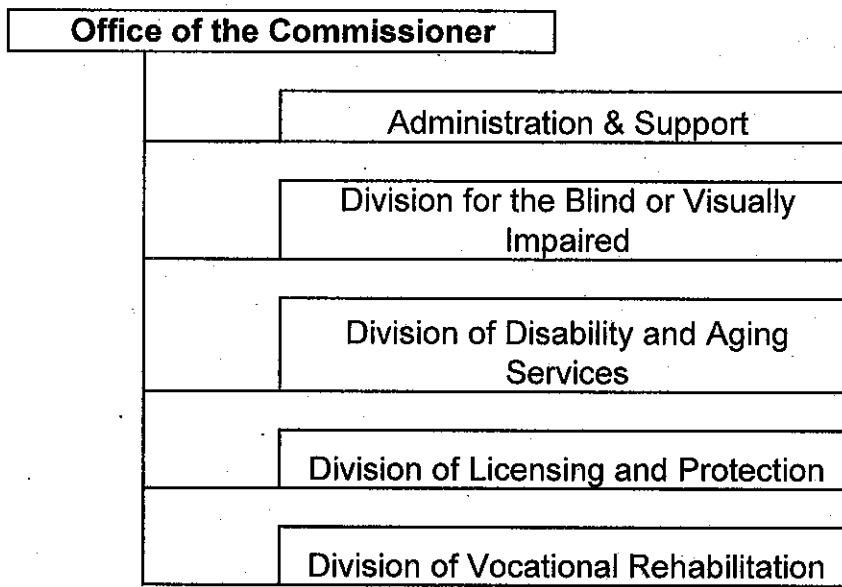 Office of the Commissioner
Administration & Support
Division for the Blind or Visually
Impaired
Division of Disability and Aging
Services
Division of Licensing and Protection
Division of Vocational Rehabilitation